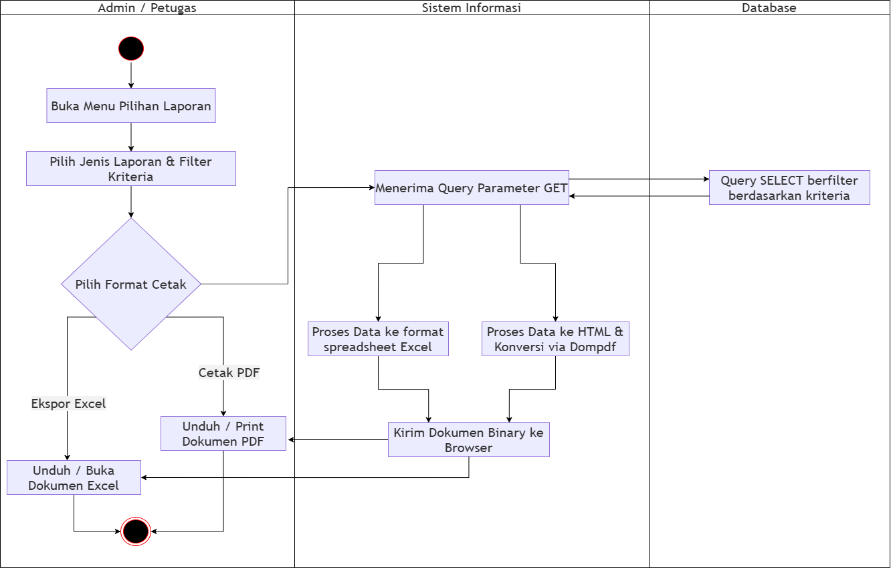 Admin / Petugas
Sistem Informasi
Database
Buka Menu Pilihan Laporan
Pilih Jenis Laporan & Filter
Kriteria
Menerima Query Parameter GET
Query SELECT berfilter
berdasarkan kriteria
Pilih Format Cetak
Proses Data ke format
spreadsheet Excel
Proses Data ke HTML &
Konversi via Dompdf
Cetak PDF
Ekspor Excel
Unduh / Print
Dokumen PDF
Kirim Dokumen Binary ke
Browser
Unduh / Buka
Dokumen Excel